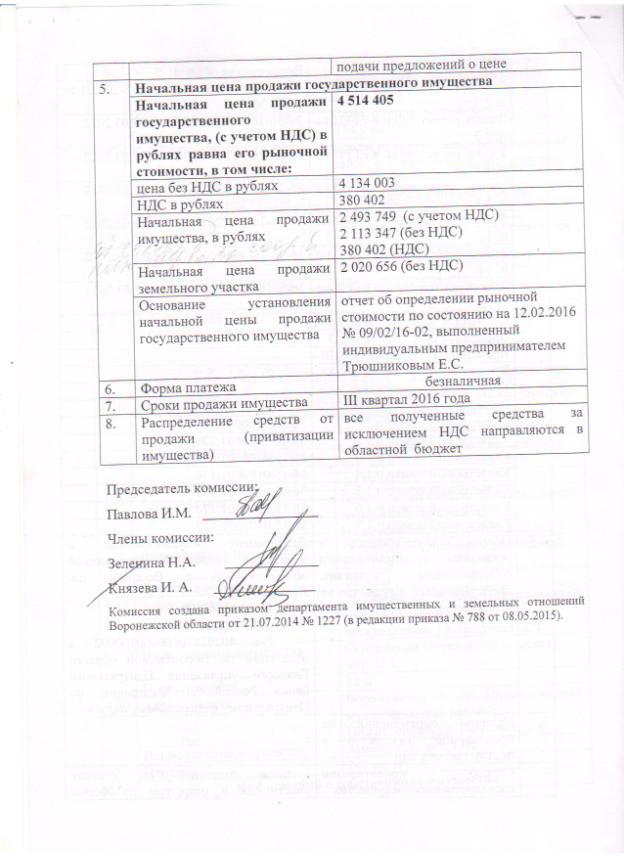 подачи предложений о цене
5. Начальная цена продажи государственного имущества
Начальная цена продажи
государственного
имущества, (с учетом НДС) в
рублях равна его рыночной
стоимости, в том числе:
4 514 405
цена без НДС в рублях 4 134 003
НДС в рублях 380 402
Начальная цена продажи
имущества, в рублях
2 493 749 (с учетом НДС)
2 113 347 (без НДС)
380 402 (НДС)
Начальная цена продажи
земельного участка
2 020 656 (без НДС)
Основание установления
начальной цены продажи
государственного имущества
отчет об определении рыночной
стоимости по состоянию на 12.02.2016
№ 09/02/16-02, выполненный
индивидуальным предпринимателем
Трюшниковым Е.С.
6. Форма платежа безналичная
7. Сроки продажи имущества III квартал 2016 года
8. Распределение средств от
продажи (приватизации
имущества)
все полученные средства за
исключением НДС направляются в
областной бюджет
Председатель комиссии:
Павлова И.М.
Члены комиссии:
Зеленина Н.А.
Князева И. А.
Комиссия создана приказом департамента имущественных и земельных отношений
Воронежской области от 21.07.2014 № 1227 (в редакции приказа № 788 от 08.05.2015).